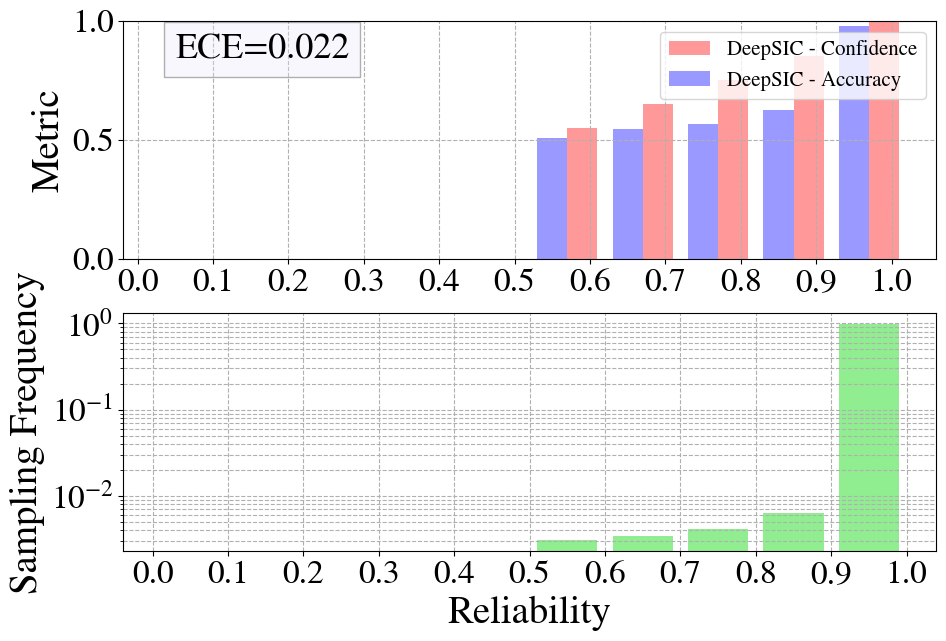 ECE=0.022
DeepSIC - Confidence
DeepSIC - Accuracy
Metric
1.0
0.5
0.0
0.0 0.1 0.2 0.3 0.4 0.5 0.6 0.7 0.8 0.9 1.0
Sampling Frequency
10⁰
10⁻¹
10⁻²
0.0 0.1 0.2 0.3 0.4 0.5 0.6 0.7 0.8 0.9 1.0
Reliability